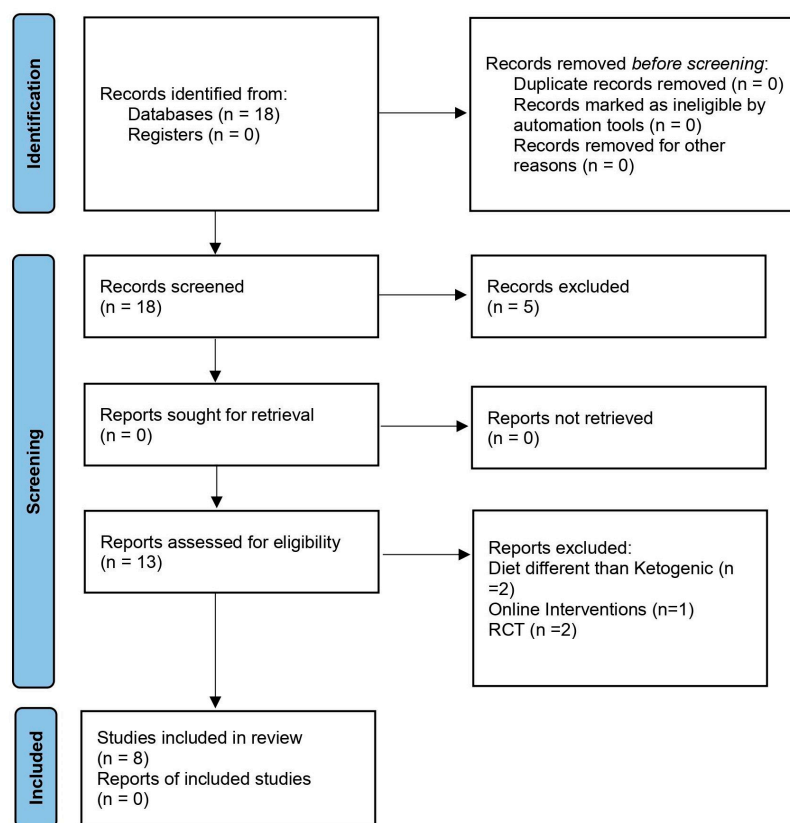 Identification
Records identified from:
Databases (n = 18)
Registers (n = 0)
Records removed before screening:
Duplicate records removed (n = 0)
Records marked as ineligible by
automation tools (n = 0)
Records removed for other
reasons (n = 0)
Screening
Records screened
(n = 18)
Records excluded
(n = 5)
Reports sought for retrieval
(n = 0)
Reports not retrieved
(n = 0)
Reports assessed for eligibility
(n = 13)
Reports excluded:
Diet different than Ketogenic (n
=2)
Online Interventions (n=1)
RCT (n =2)
Included
Studies included in review
(n = 8)
Reports of included studies
(n = 0)